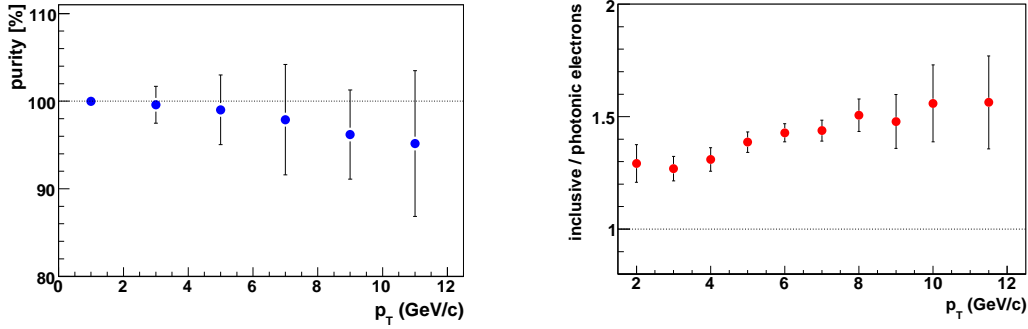 purity [%]
110
100
90
80
0 2 4 6 8 10 12
p_T (GeV/c)
inclusive / photonic electrons
2
1.5
1
2 4 6 8 10 12
p_T (GeV/c)